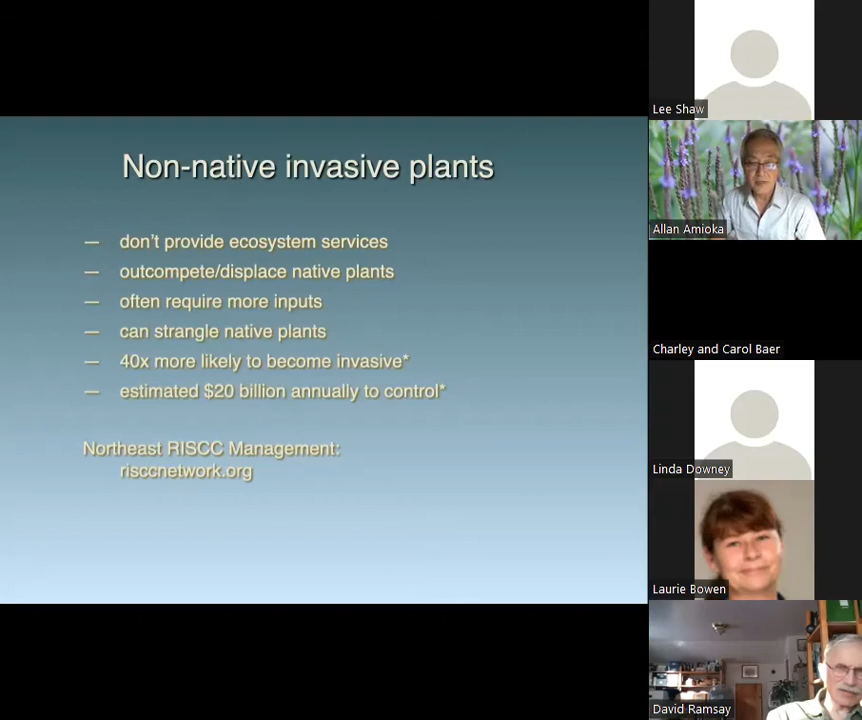 Non-native invasive plants
— don't provide ecosystem services
— outcompete/displace native plants
— often require more inputs
— can strangle native plants
— 40x more likely to become invasive*
— estimated $20 billion annually to control*
Northeast RISCC Management:
risccnetwork.org
Lee Shaw
Allan Amioka
Charley and Carol Baer
Linda Downey
Laurie Bowen
David Ramsay